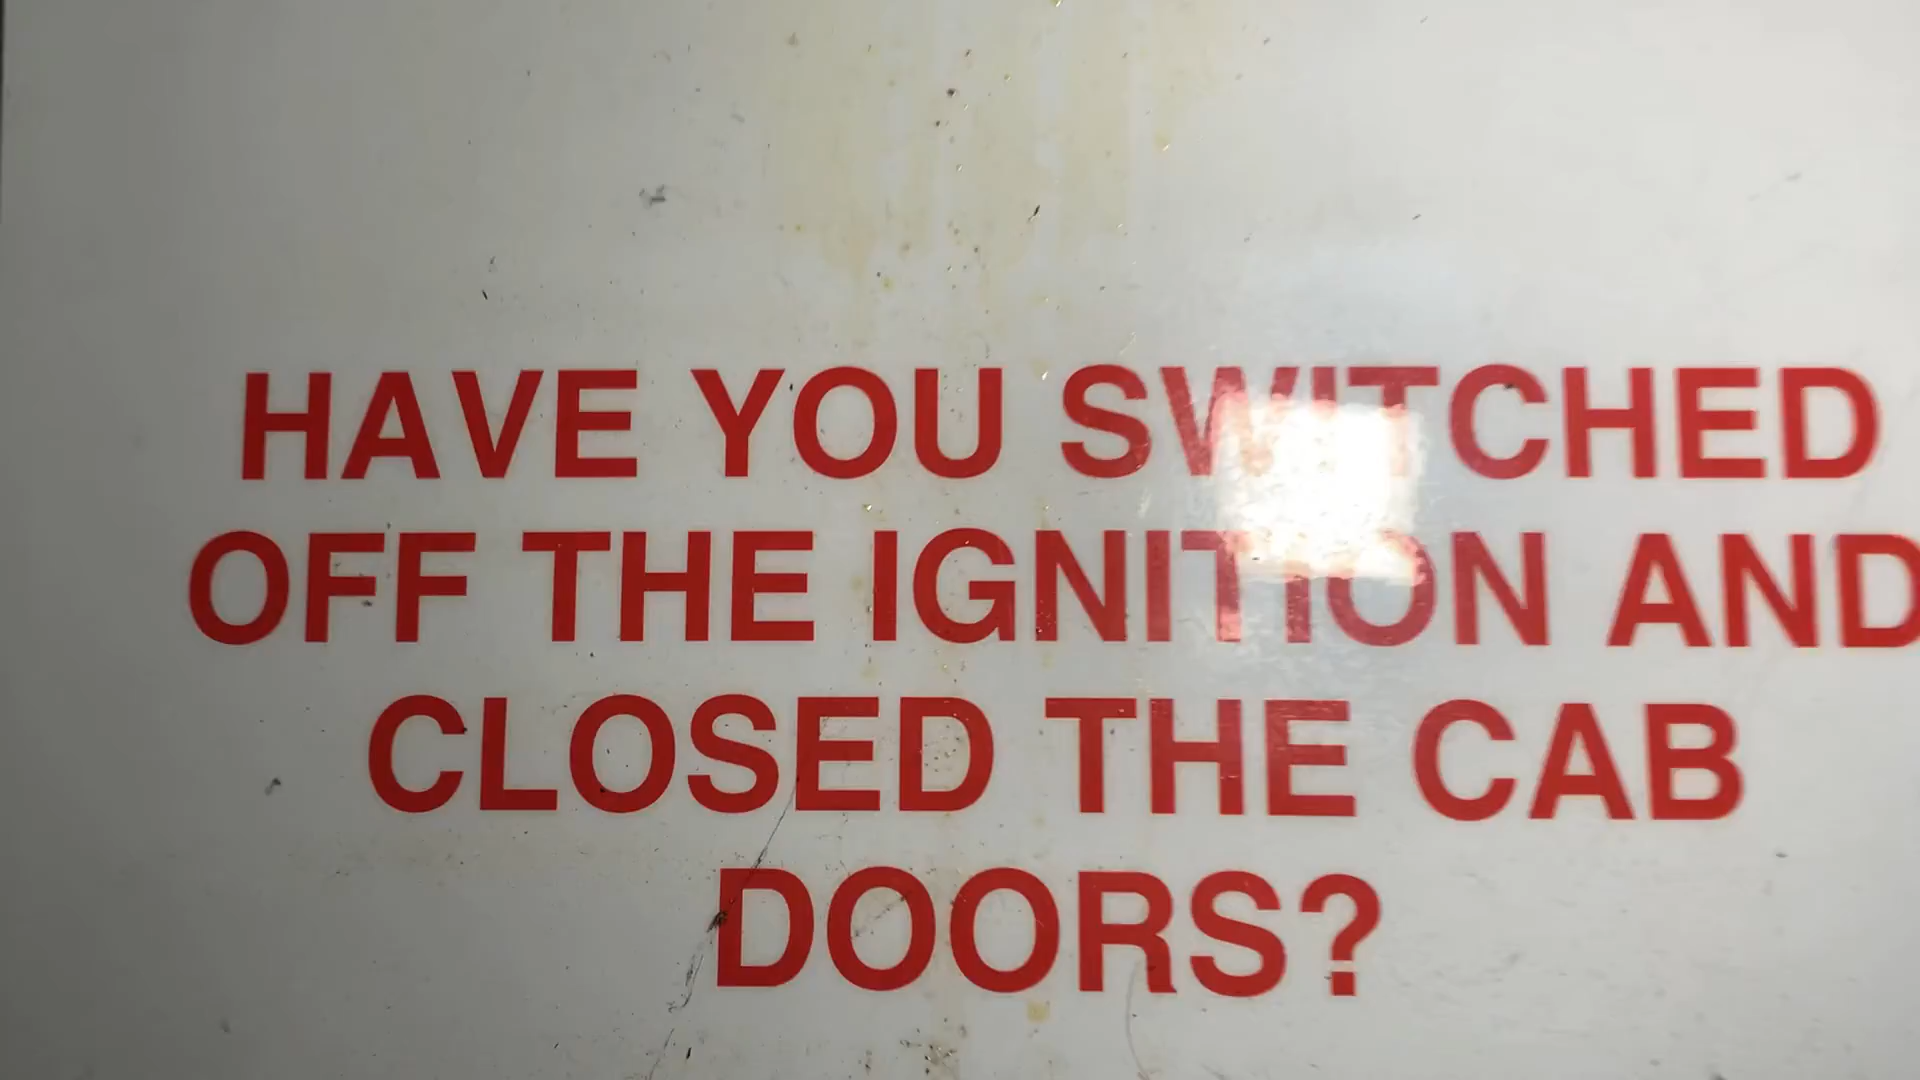 HAVE YOU SWITCHED
OFF THE IGNITION AND
CLOSED THE CAB
DOORS?